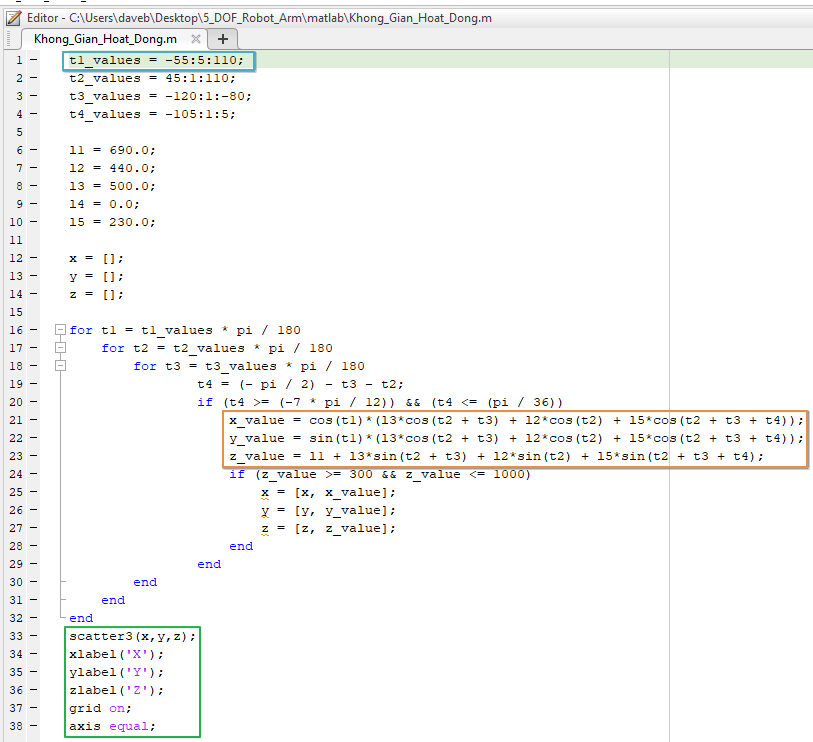 Editor - C:\Users\daveb\Desktop\5_DOF_Robot_Arm\matlab\Khong_Gian_Hoat_Dong.m
Khong_Gian_Hoat_Dong.m × +
1 - t1_values = -55:5:110;
2 - t2_values = 45:1:110;
3 - t3_values = -120:1:-80;
4 - t4_values = -105:1:5;
5
6 - l1 = 690.0;
7 - l2 = 440.0;
8 - l3 = 500.0;
9 - l4 = 0.0;
10 - l5 = 230.0;
11
12 - x = [];
13 - y = [];
14 - z = [];
15
16 - for t1 = t1_values * pi / 180
17 - for t2 = t2_values * pi / 180
18 - for t3 = t3_values * pi / 180
19 - t4 = (- pi / 2) - t3 - t2;
20 - if (t4 >= (-7 * pi / 12)) && (t4 <= (pi / 36))
21 - x_value = cos(t1)*(l3*cos(t2 + t3) + l2*cos(t2) + l5*cos(t2 + t3 + t4));
22 - y_value = sin(t1)*(l3*cos(t2 + t3) + l2*cos(t2) + l5*cos(t2 + t3 + t4));
23 - z_value = l1 + l3*sin(t2 + t3) + l2*sin(t2) + l5*sin(t2 + t3 + t4);
24 - if (z_value >= 300 && z_value <= 1000)
25 - x = [x, x_value];
26 - y = [y, y_value];
27 - z = [z, z_value];
28 - end
29 - end
30 - end
31 - end
32 - end
33 - scatter3(x,y,z);
34 - xlabel('X');
35 - ylabel('Y');
36 - zlabel('Z');
37 - grid on;
38 - axis equal;